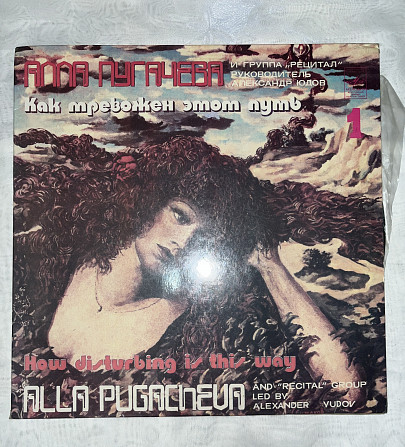 АЛЛА ПУГАЧЕВА
И ГРУППА „РЕЦИТАЛ"
РУКОВОДИТЕЛЬ
АЛЕКСАНДР ЮДОВ
Как тревожен этот путь
1
How disturbing is this way
ALLA PUGACHEVA
AND "RECITAL" GROUP
LED BY
ALEXANDER YUDOV